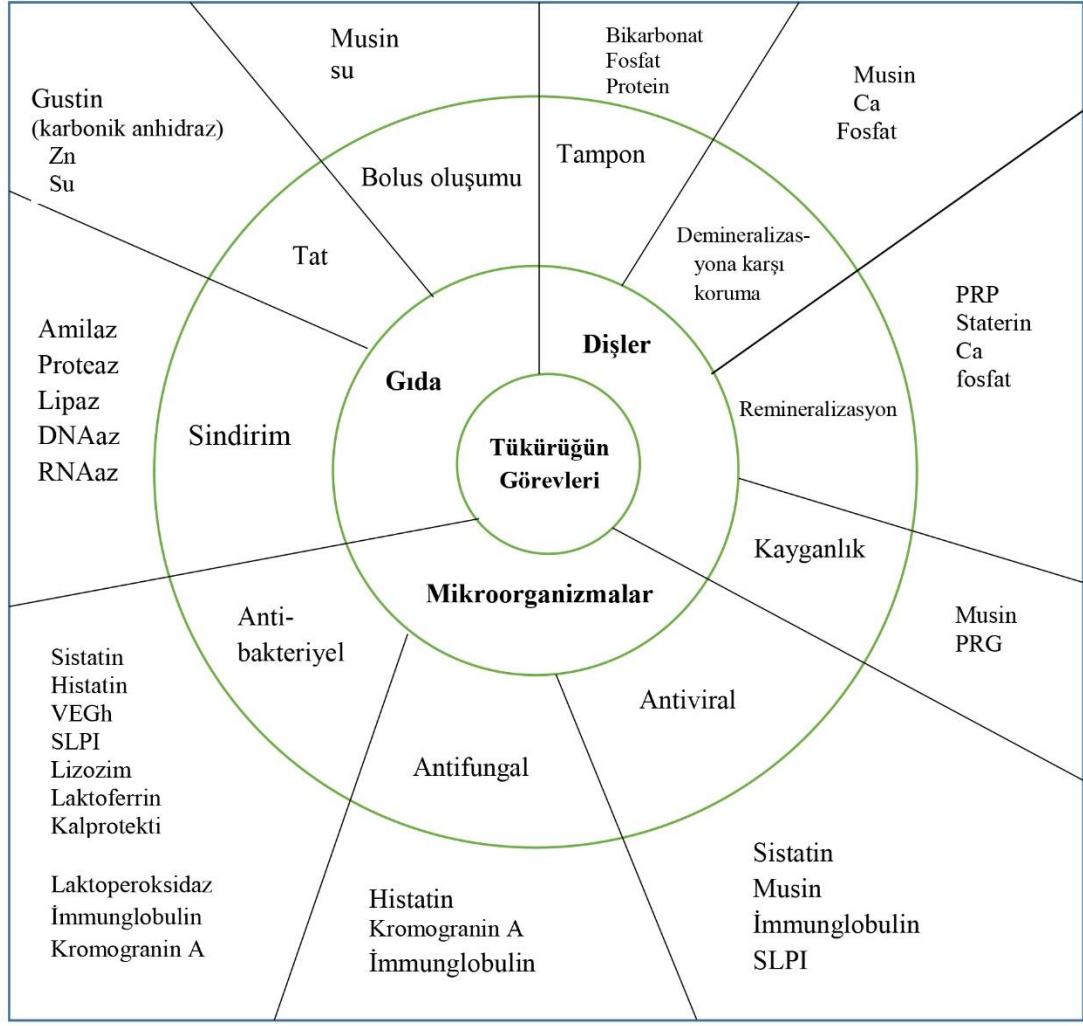 Musin
su
Bikarbonat
Fosfat
Protein
Musin
Ca
Fosfat
Gustin
(karbonik anhidraz)
Zn
Su
Bolus oluşumu
Tampon
Tat
Demineralizas-
yona karşı
koruma
PRP
Staterin
Ca
fosfat
Amilaz
Proteaz
Lipaz
DNAaz
RNAaz
Sindirim
Gıda
Dişler
Remineralizasyon
Tükürüğün
Görevleri
Kayganlık
Mikroorganizmalar
Musin
PRG
Anti-
bakteriyel
Antiviral
Antifungal
Sistatin
Histatin
VEGh
SLPI
Lizozim
Laktoferrin
Kalprotekti
Laktoperoksidaz
İmmunglobulin
Kromogranin A
Histatin
Kromogranin A
İmmunglobulin
Sistatin
Musin
İmmunglobulin
SLPI